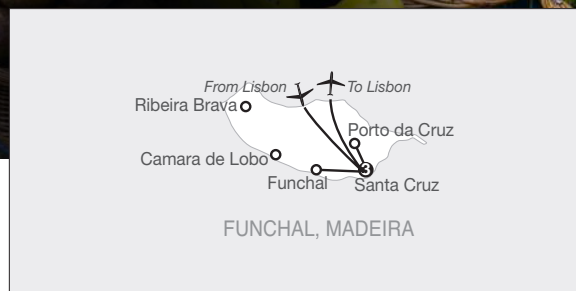 From Lisbon
To Lisbon
Ribeira Brava
Porto da Cruz
Camara de Lobo
3
Funchal
Santa Cruz
FUNCHAL, MADEIRA